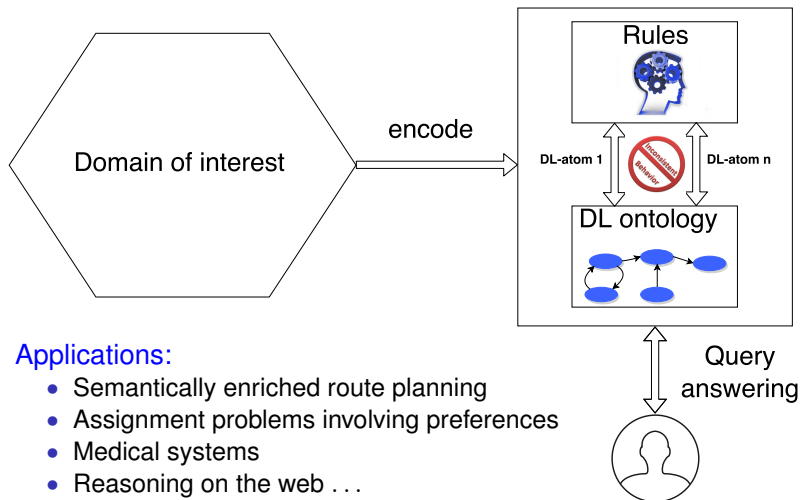 Rules
encode
Domain of interest
DL-atom 1
Inconsistent
Behavior
DL-atom n
DL ontology
Query
answering
Applications:
• Semantically enriched route planning
• Assignment problems involving preferences
• Medical systems
• Reasoning on the web . . .